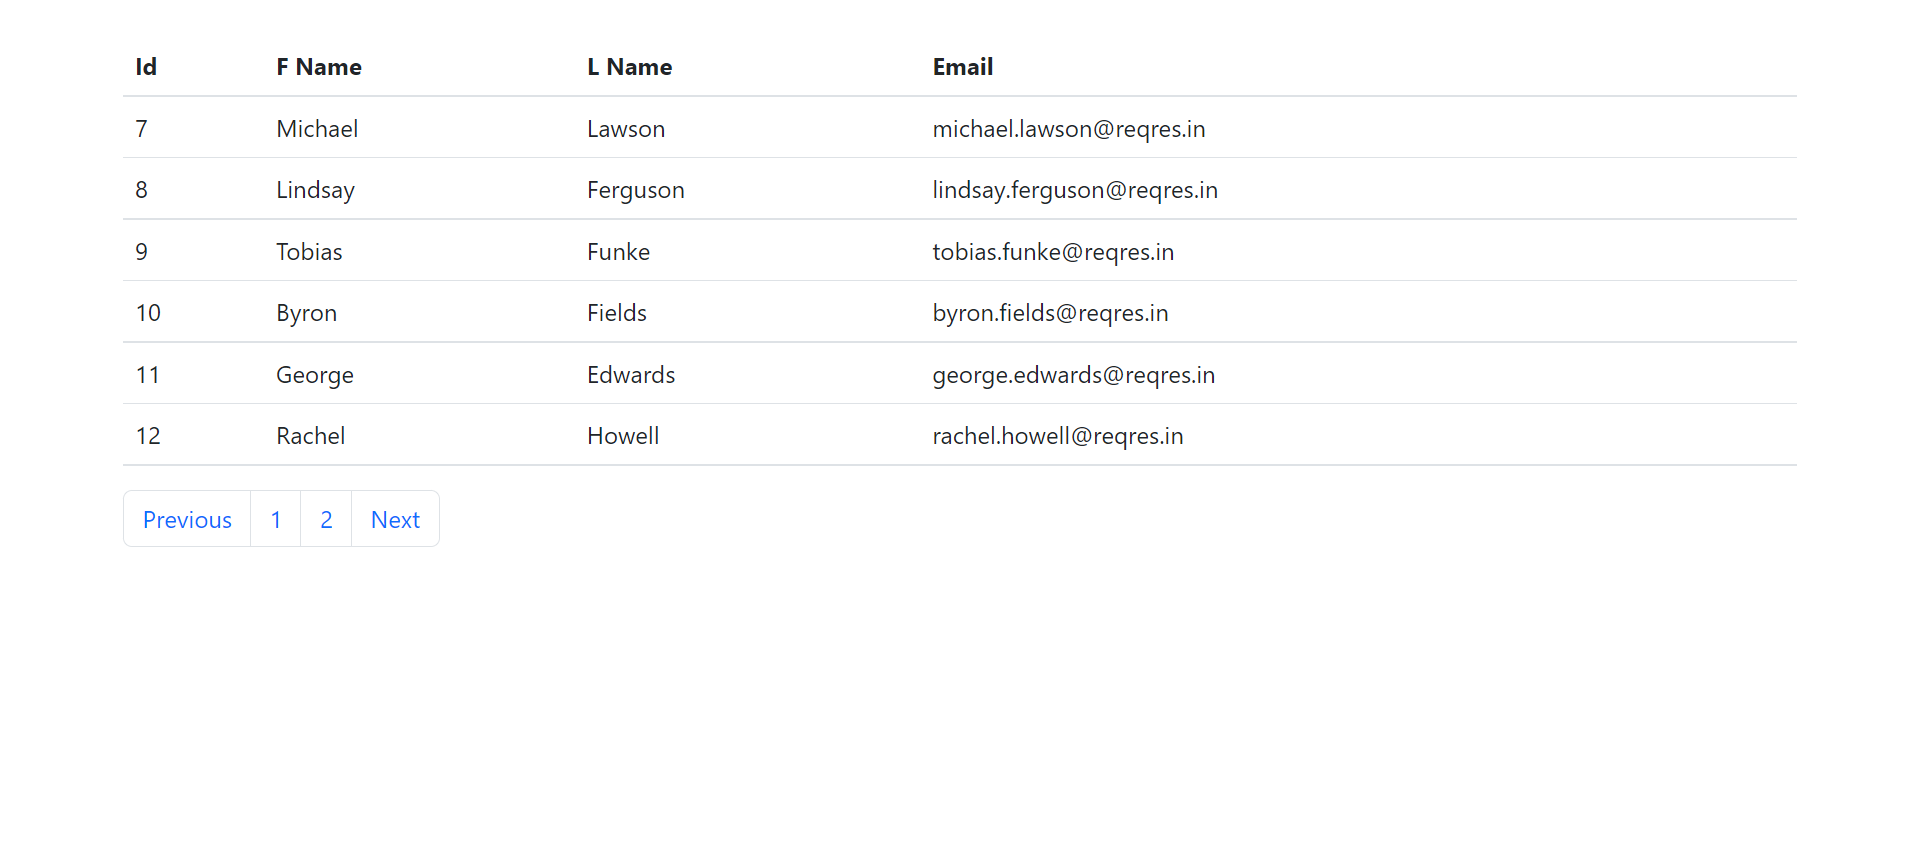 Id F Name L Name Email
7 Michael Lawson michael.lawson@reqres.in
8 Lindsay Ferguson lindsay.ferguson@reqres.in
9 Tobias Funke tobias.funke@reqres.in
10 Byron Fields byron.fields@reqres.in
11 George Edwards george.edwards@reqres.in
12 Rachel Howell rachel.howell@reqres.in
Previous 1 2 Next